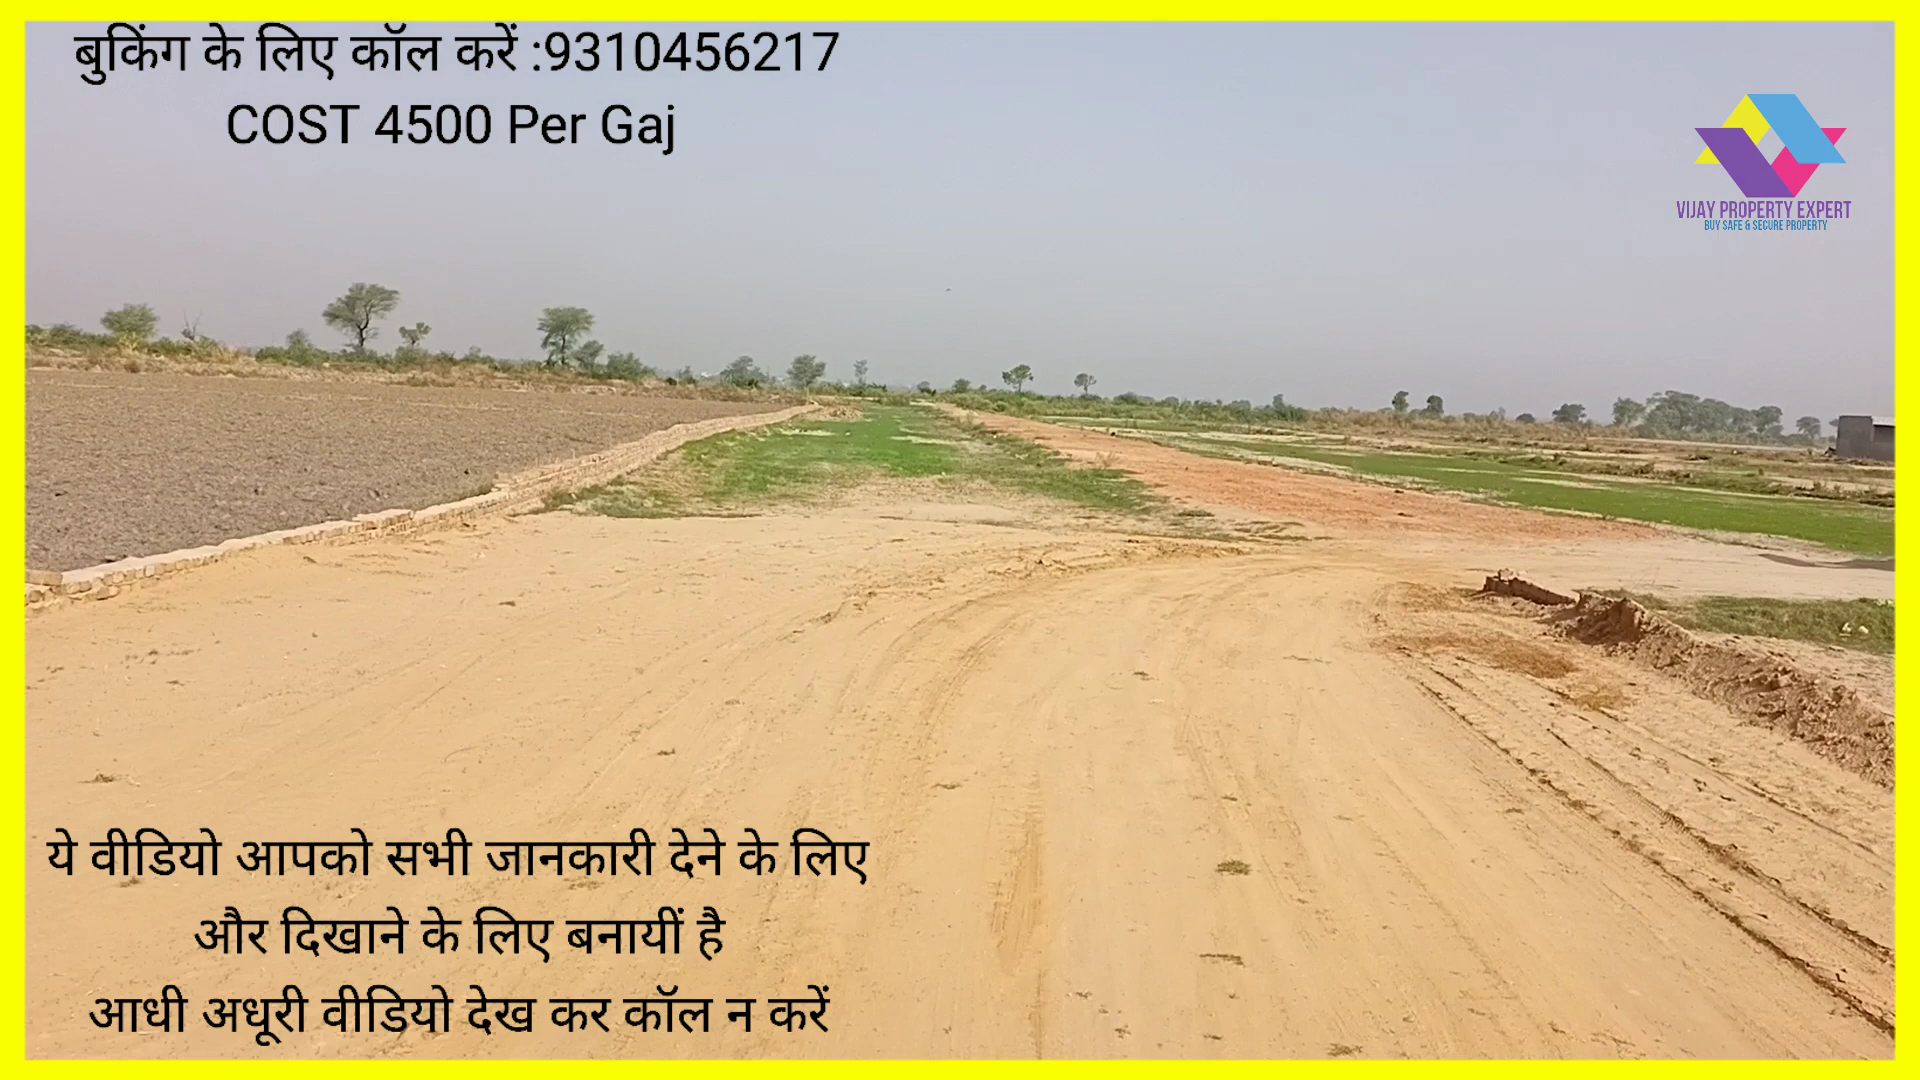 बुकिंग के लिए कॉल करें :9310456217
COST 4500 Per Gaj
VIJAY PROPERTY EXPERT
BUY SAFE & SECURE PROPERTY
ये वीडियो आपको सभी जानकारी देने के लिए
और दिखाने के लिए बनायीं है
आधी अधूरी वीडियो देख कर कॉल न करें